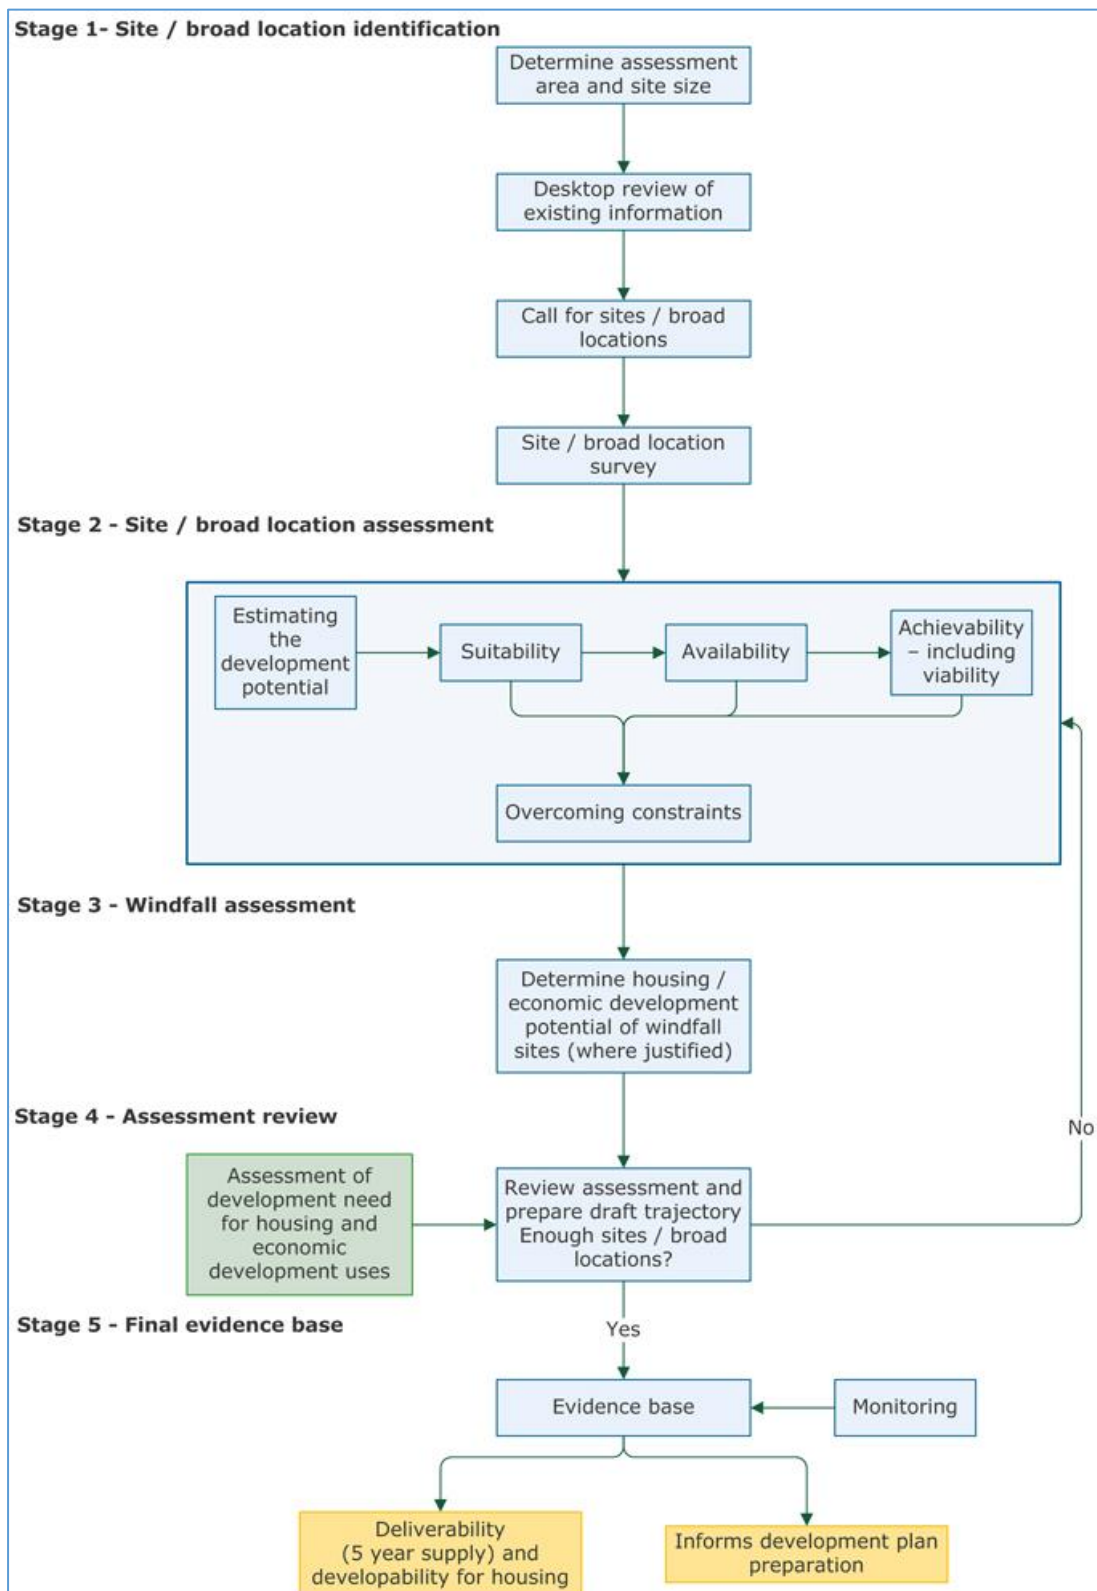 Stage 1- Site / broad location identification
Determine assessment
area and site size
Desktop review of
existing information
Call for sites / broad
locations
Site / broad location
survey
Stage 2 - Site / broad location assessment
Estimating
the
development
potential
Suitability
Availability
Achievability
– including
viability
Overcoming constraints
Stage 3 - Windfall assessment
Determine housing /
economic development
potential of windfall
sites (where justified)
Stage 4 - Assessment review
Assessment of
development need
for housing and
economic
development uses
Review assessment and
prepare draft trajectory
Enough sites / broad
locations?
No
Stage 5 - Final evidence base
Yes
Evidence base
Monitoring
Deliverability
(5 year supply) and
developability for housing
Informs development plan
preparation